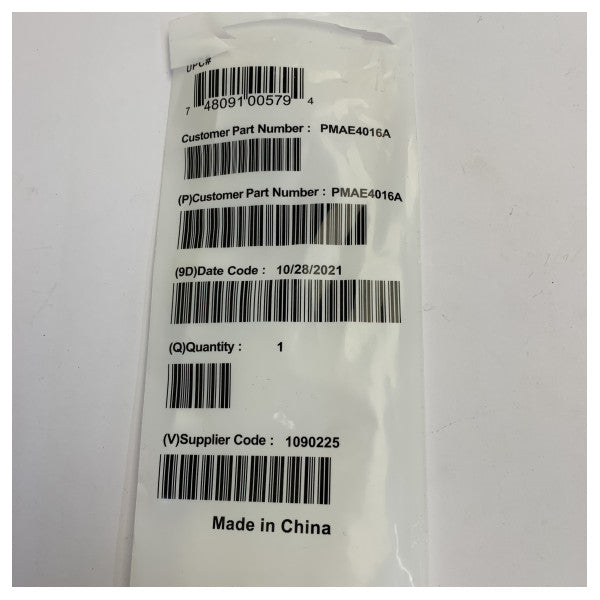 UPC#
7 48091 00579 4
Customer Part Number : PMAE4016A
(P)Customer Part Number : PMAE4016A
(9D)Date Code : 10/28/2021
(Q)Quantity : 1
(V)Supplier Code : 1090225
Made in China